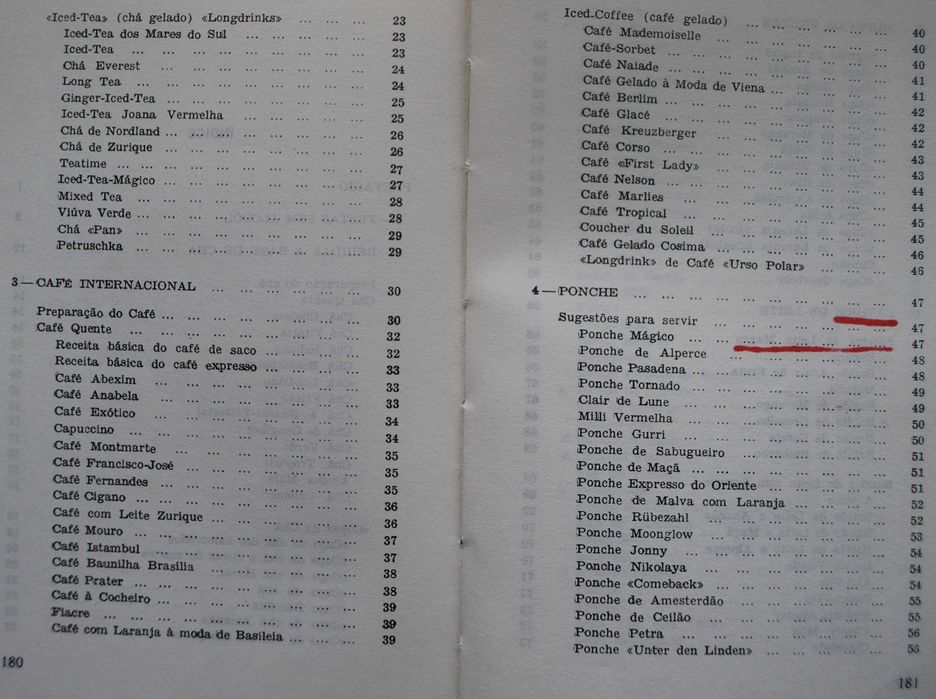 «Iced-Tea» (chá gelado) «Longdrinks» ... ... ... ... 23
Iced-Tea dos Mares do Sul ... ... ... ... ... ... 23
Iced-Tea ... ... ... ... ... ... ... ... ... ... 23
Chá Everest ... ... ... ... ... ... ... ... ... 24
Long Tea ... ... ... ... ... ... ... ... ... ... 24
Ginger-Iced-Tea ... ... ... ... ... ... ... ... 25
Iced-Tea Joana Vermelha ... ... ... ... ... ... 25
Chá de Nordland ... ... ... ... ... ... ... ... 26
Chá de Zurique ... ... ... ... ... ... ... ... 26
Teatime ... ... ... ... ... ... ... ... ... ... 27
Iced-Tea-Mágico ... ... ... ... ... ... ... ... 27
Mixed Tea ... ... ... ... ... ... ... ... ... 28
Viúva Verde ... ... ... ... ... ... ... ... ... 28
Chá «Pan» ... ... ... ... ... ... ... ... ... 29
Petruschka ... ... ... ... ... ... ... ... ... 29
3 — CAFÉ INTERNACIONAL ... ... ... ... ... ... 30
Preparação do Café ... ... ... ... ... ... ... ... 30
Café Quente ... ... ... ... ... ... ... ... ... 32
Receita básica do café de saco ... ... ... ... ... 32
Receita básica do café expresso ... ... ... ... ... 33
Café Abexim ... ... ... ... ... ... ... ... ... 33
Café Anabela ... ... ... ... ... ... ... ... ... 33
Café Exótico ... ... ... ... ... ... ... ... ... 34
Capuccino ... ... ... ... ... ... ... ... ... 34
Café Montmarte ... ... ... ... ... ... ... ... 35
Café Francisco-José ... ... ... ... ... ... ... 35
Café Fernandes ... ... ... ... ... ... ... ... 35
Café Cigano ... ... ... ... ... ... ... ... ... 36
Café com Leite Zurique ... ... ... ... ... ... ... 36
Café Mouro ... ... ... ... ... ... ... ... ... 37
Café Istambul ... ... ... ... ... ... ... ... ... 37
Café Baunilha Brasília ... ... ... ... ... ... ... 38
Café Prater ... ... ... ... ... ... ... ... ... 38
Café à Cocheiro ... ... ... ... ... ... ... ... 39
Fiacre ... ... ... ... ... ... ... ... ... ... 39
Café com Laranja à moda de Basileia ... ... ... ... 39
180
Iced-Coffee (café gelado) ... ... ... ... ... ... 40
Café Mademoiselle ... ... ... ... ... ... ... ... 40
Café-Sorbet ... ... ... ... ... ... ... ... ... 40
Café Naiade ... ... ... ... ... ... ... ... ... 41
Café Gelado à Moda de Viena ... ... ... ... ... 41
Café Berlim ... ... ... ... ... ... ... ... ... 42
Café Glacé ... ... ... ... ... ... ... ... ... 42
Café Kreuzberger ... ... ... ... ... ... ... ... 42
Café Corso ... ... ... ... ... ... ... ... ... 43
Café «First Lady» ... ... ... ... ... ... ... ... 43
Café Nelson ... ... ... ... ... ... ... ... ... 44
Café Marlies ... ... ... ... ... ... ... ... ... 44
Café Tropical ... ... ... ... ... ... ... ... ... 45
Coucher du Soleil ... ... ... ... ... ... ... ... 45
Café Gelado Cosima ... ... ... ... ... ... ... 46
«Longdrink» de Café «Urso Polar» ... ... ... ... 46
4 — PONCHE ... ... ... ... ... ... ... ... ... 47
Sugestões para servir ... ... ... ... ... ... ... 47
Ponche Mágico ... ... ... ... ... ... ... ... 47
Ponche de Alperce ... ... ... ... ... ... ... 48
Ponche Pasadena ... ... ... ... ... ... ... ... 48
Ponche Tornado ... ... ... ... ... ... ... ... 49
Clair de Lune ... ... ... ... ... ... ... ... ... 49
Milli Vermelha ... ... ... ... ... ... ... ... 50
Ponche Gurri ... ... ... ... ... ... ... ... ... 50
Ponche de Sabugueiro ... ... ... ... ... ... ... 51
Ponche de Maçã ... ... ... ... ... ... ... ... 51
Ponche Expresso do Oriente ... ... ... ... ... ... 51
Ponche de Malva com Laranja ... ... ... ... ... 52
Ponche Rübezahl ... ... ... ... ... ... ... ... 52
Ponche Moonglow ... ... ... ... ... ... ... ... 53
Ponche Jonny ... ... ... ... ... ... ... ... ... 54
Ponche Nikolaya ... ... ... ... ... ... ... ... 54
Ponche «Comeback» ... ... ... ... ... ... ... 54
Ponche de Amesterdão ... ... ... ... ... ... ... 55
Ponche de Ceilão ... ... ... ... ... ... ... ... 55
Ponche Petra ... ... ... ... ... ... ... ... ... 56
Ponche «Unter den Linden» ... ... ... ... ... ... 56
181